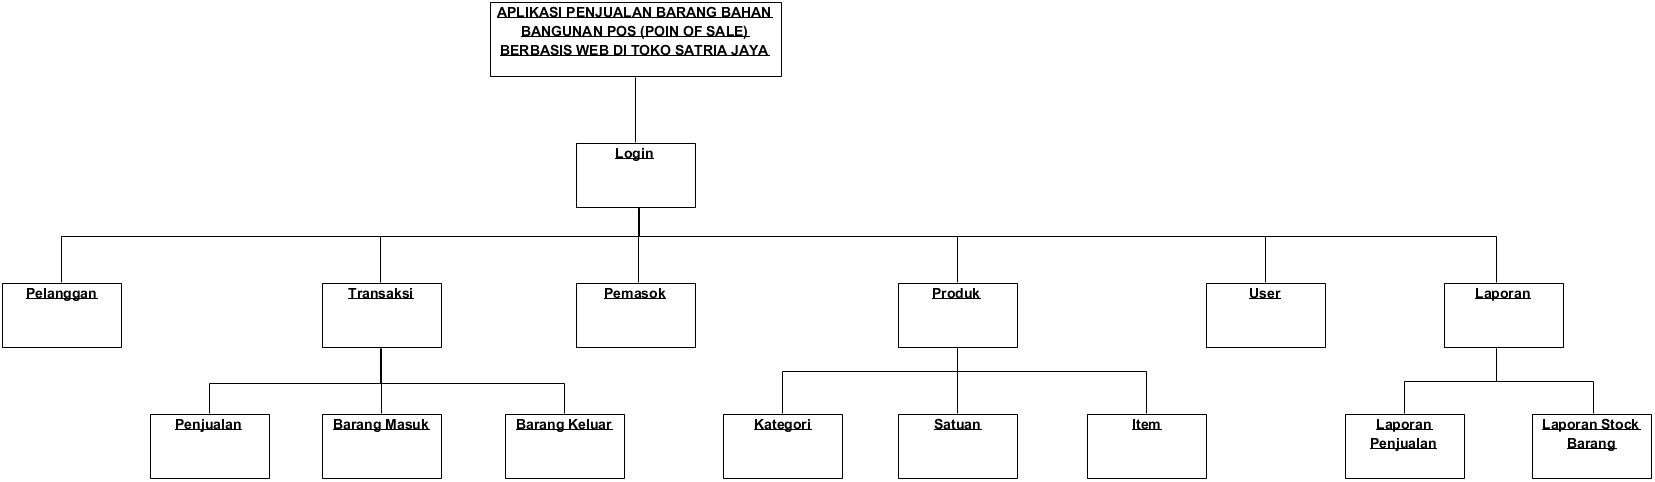 APLIKASI PENJUALAN BARANG BAHAN
BANGUNAN POS (POIN OF SALE)
BERBASIS WEB DI TOKO SATRIA JAYA
Login
Pelanggan
Transaksi
Pemasok
Produk
User
Laporan
Penjualan
Barang Masuk
Barang Keluar
Kategori
Satuan
Item
Laporan
Penjualan
Laporan Stock
Barang